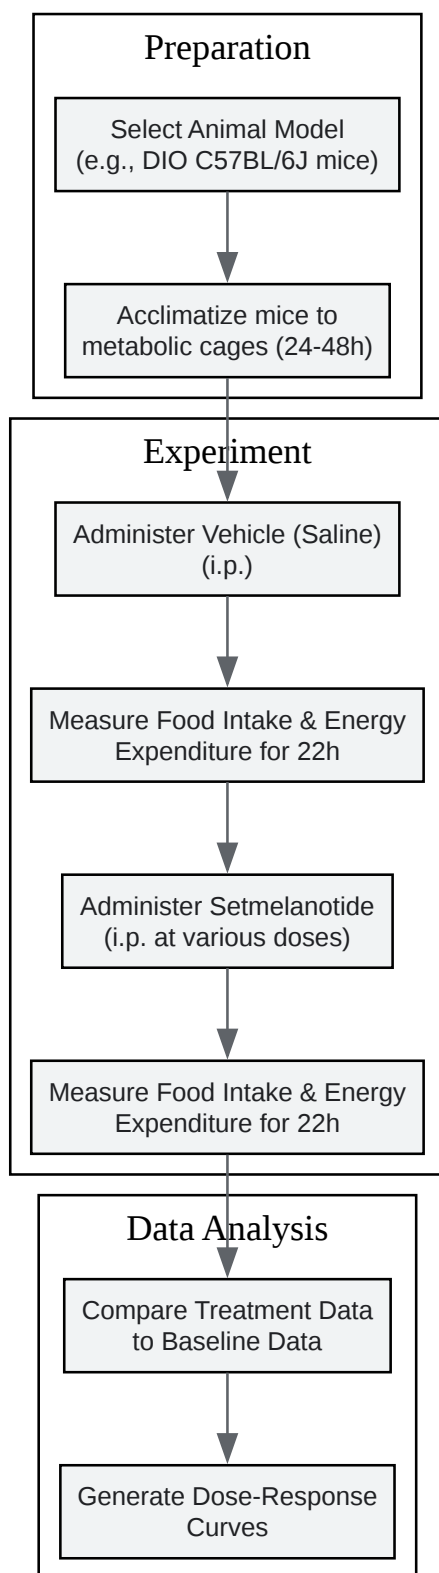 Preparation
Select Animal Model
(e.g., DIO C57BL/6J mice)
Acclimatize mice to
metabolic cages (24-48h)
Experiment
Administer Vehicle (Saline)
(i.p.)
Measure Food Intake & Energy
Expenditure for 22h
Administer Setmelanotide
(i.p. at various doses)
Measure Food Intake & Energy
Expenditure for 22h
Data Analysis
Compare Treatment Data
to Baseline Data
Generate Dose-Response
Curves